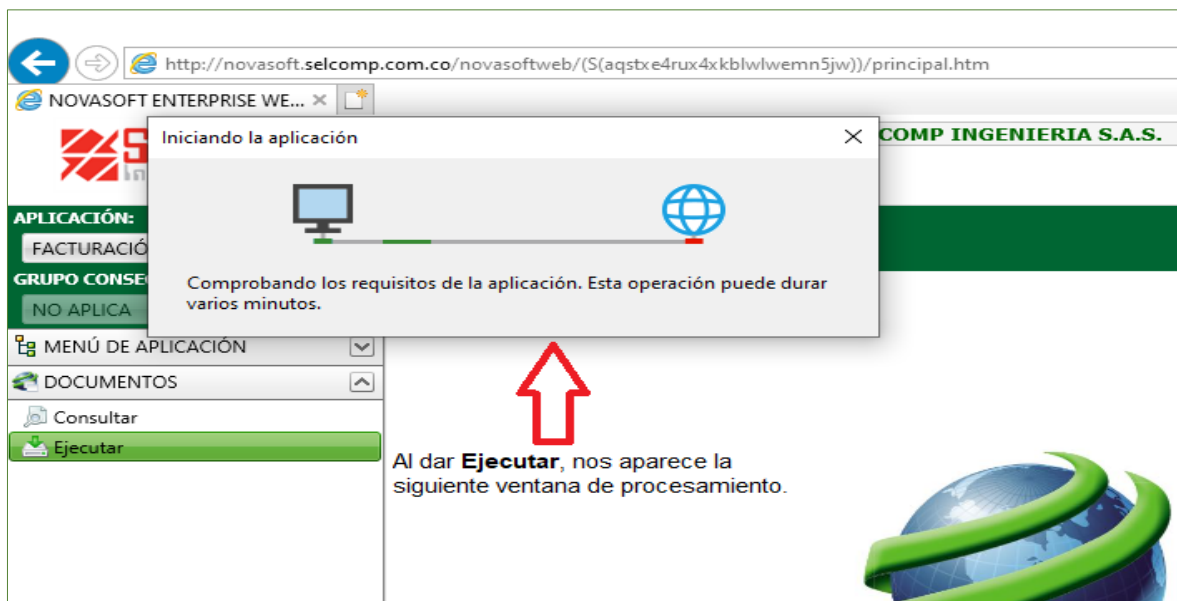 http://novasoft.selcomp.com.co/novasoftweb/(S(aqstxe4rux4xkblwlwemn5jw))/principal.htm
NOVASOFT ENTERPRISE WE...
Iniciando la aplicación
COMP INGENIERIA S.A.S.
APLICACIÓN:
FACTURACIÓ
GRUPO CONSE
NO APLICA
Comprobando los requisitos de la aplicación. Esta operación puede durar
varios minutos.
MENÚ DE APLICACIÓN
DOCUMENTOS
Consultar
Ejecutar
Al dar Ejecutar, nos aparece la
siguiente ventana de procesamiento.